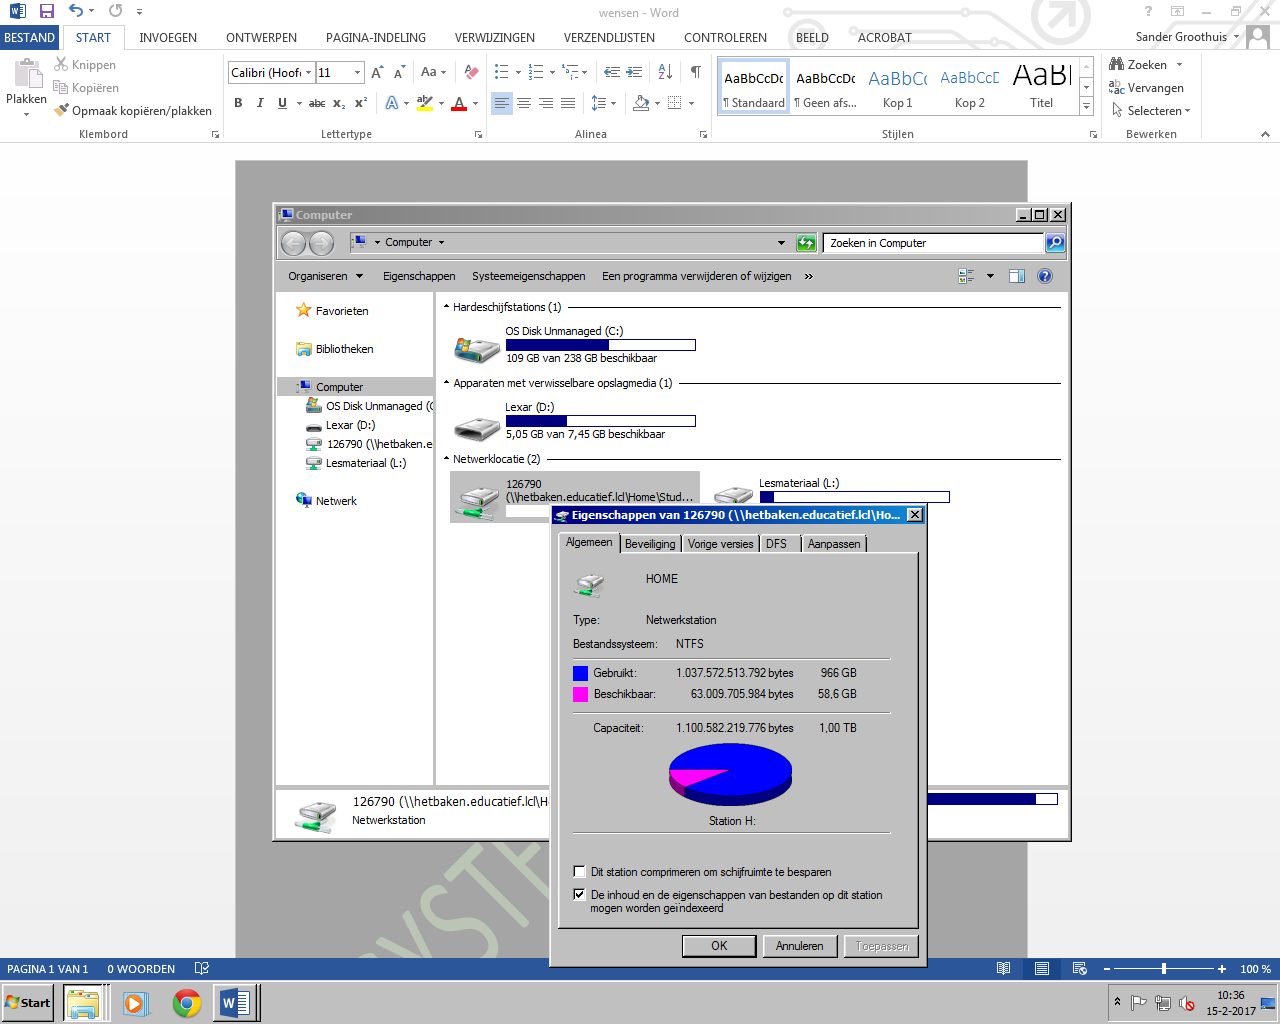 wensen - Word
BESTAND START INVOEGEN ONTWERPEN PAGINA-INDELING VERWIJZINGEN VERZENDLIJSTEN CONTROLEREN BEELD ACROBAT Sander Groothuis
Plakken
Knippen
Kopiëren
Opmaak kopiëren/plakken
Klembord
Calibri (Hoof 11
Lettertype
Alinea
AaBbCcDc AaBbCcDc AaBbCc AaBbCcD AaBl
¶ Standaard ¶ Geen afs... Kop 1 Kop 2 Titel
Stijlen
Zoeken
Vervangen
Selecteren
Bewerken
Computer
Computer
Zoeken in Computer
Organiseren Eigenschappen Systeemeigenschappen Een programma verwijderen of wijzigen »
Favorieten
Bibliotheken
Computer
OS Disk Unmanaged (C
Lexar (D:)
126790 (\\hetbaken.e
Lesmateriaal (L:)
Netwerk
Hardeschijfstations (1)
OS Disk Unmanaged (C:)
109 GB van 238 GB beschikbaar
Apparaten met verwisselbare opslagmedia (1)
Lexar (D:)
5,05 GB van 7,45 GB beschikbaar
Netwerklocatie (2)
126790
(\\hetbaken.educatief.lcl\Home\Stud...
Lesmateriaal (L:)
126790 (\\hetbaken.educatief.lcl\H
Netwerkstation
Eigenschappen van 126790 (\\hetbaken.educatief.lcl\Ho...
Algemeen Beveiliging Vorige versies DFS Aanpassen
HOME
Type: Netwerkstation
Bestandssysteem: NTFS
Gebruikt: 1.037.572.513.792 bytes 966 GB
Beschikbaar: 63.009.705.984 bytes 58,6 GB
Capaciteit: 1.100.582.219.776 bytes 1,00 TB
Station H:
Dit station comprimeren om schijfruimte te besparen
De inhoud en de eigenschappen van bestanden op dit station
mogen worden geïndexeerd
OK Annuleren Toepassen
PAGINA 1 VAN 1 0 WOORDEN 100 %
Start
10:36
15-2-2017